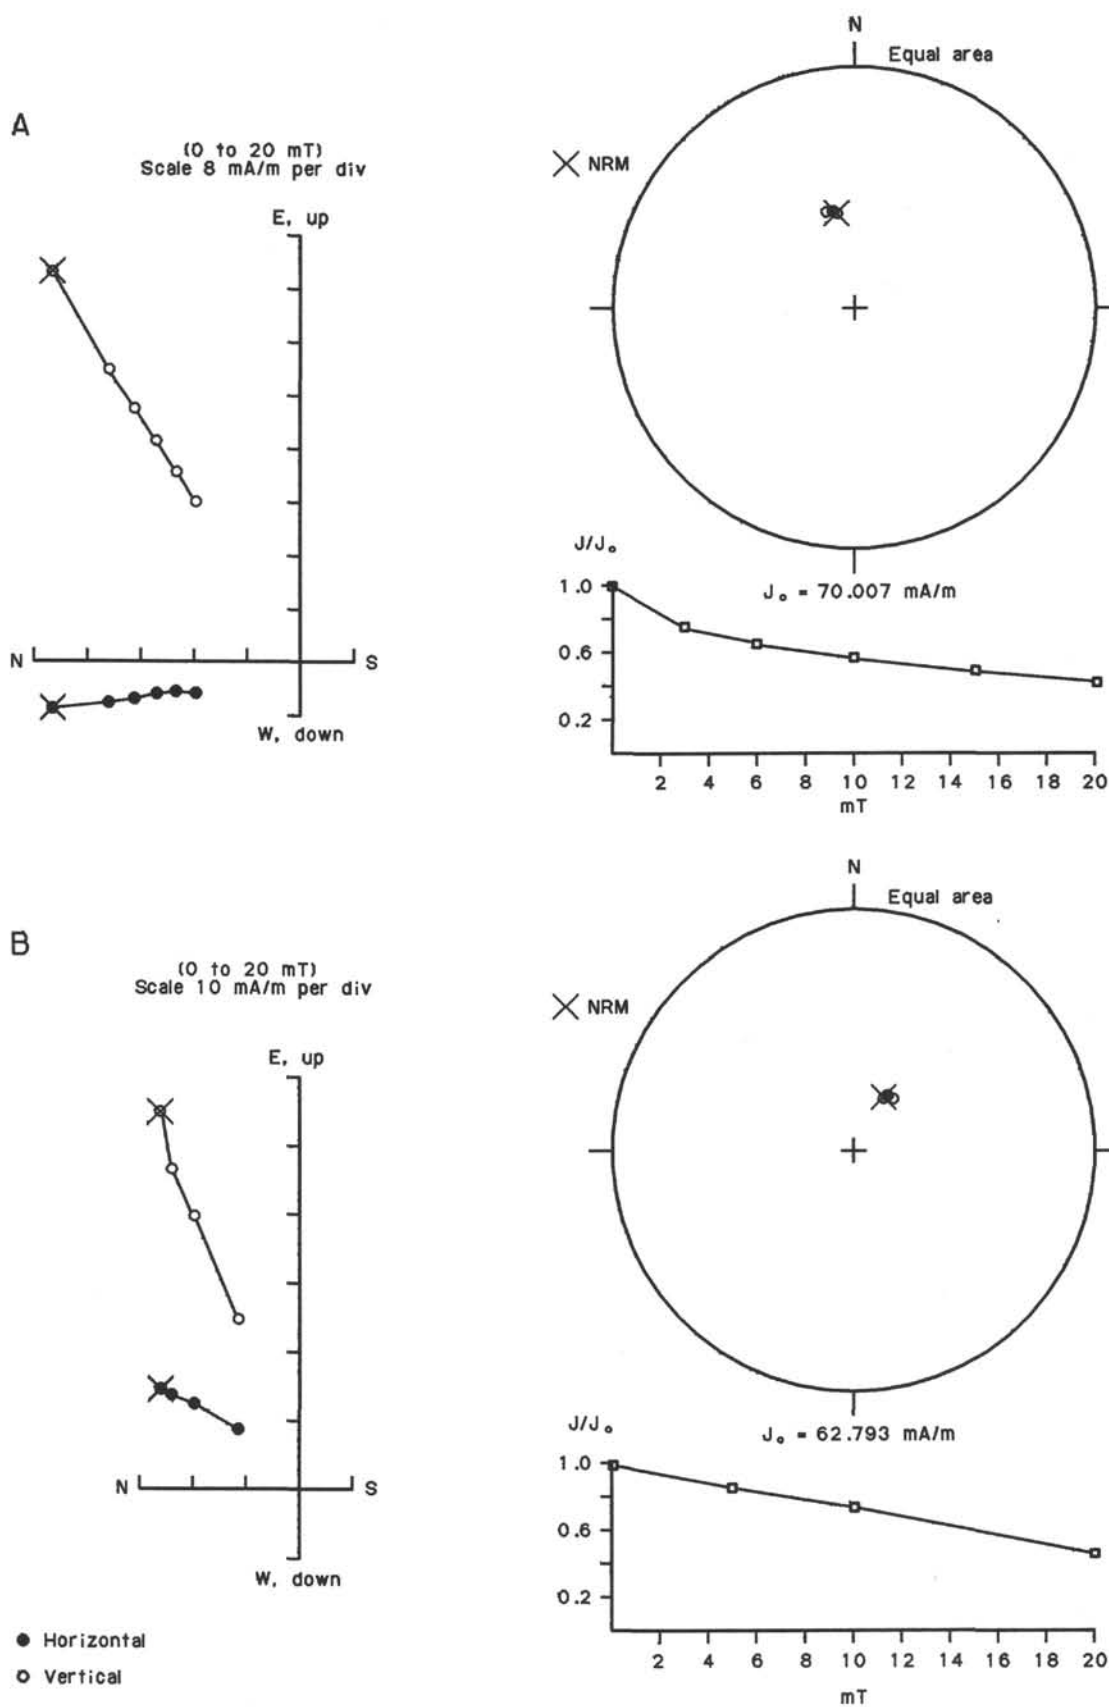 A
(0 to 20 mT)
Scale 8 mA/m per div
E, up
N
S
W, down
N
Equal area
NRM
J/J₀
J₀ = 70.007 mA/m
1.0
0.6
0.2
2 4 6 8 10 12 14 16 18 20
mT
B
(0 to 20 mT)
Scale 10 mA/m per div
E, up
N
S
W, down
Horizontal
Vertical
N
Equal area
NRM
J/J₀
J₀ = 62.793 mA/m
1.0
0.6
0.2
2 4 6 8 10 12 14 16 18 20
mT